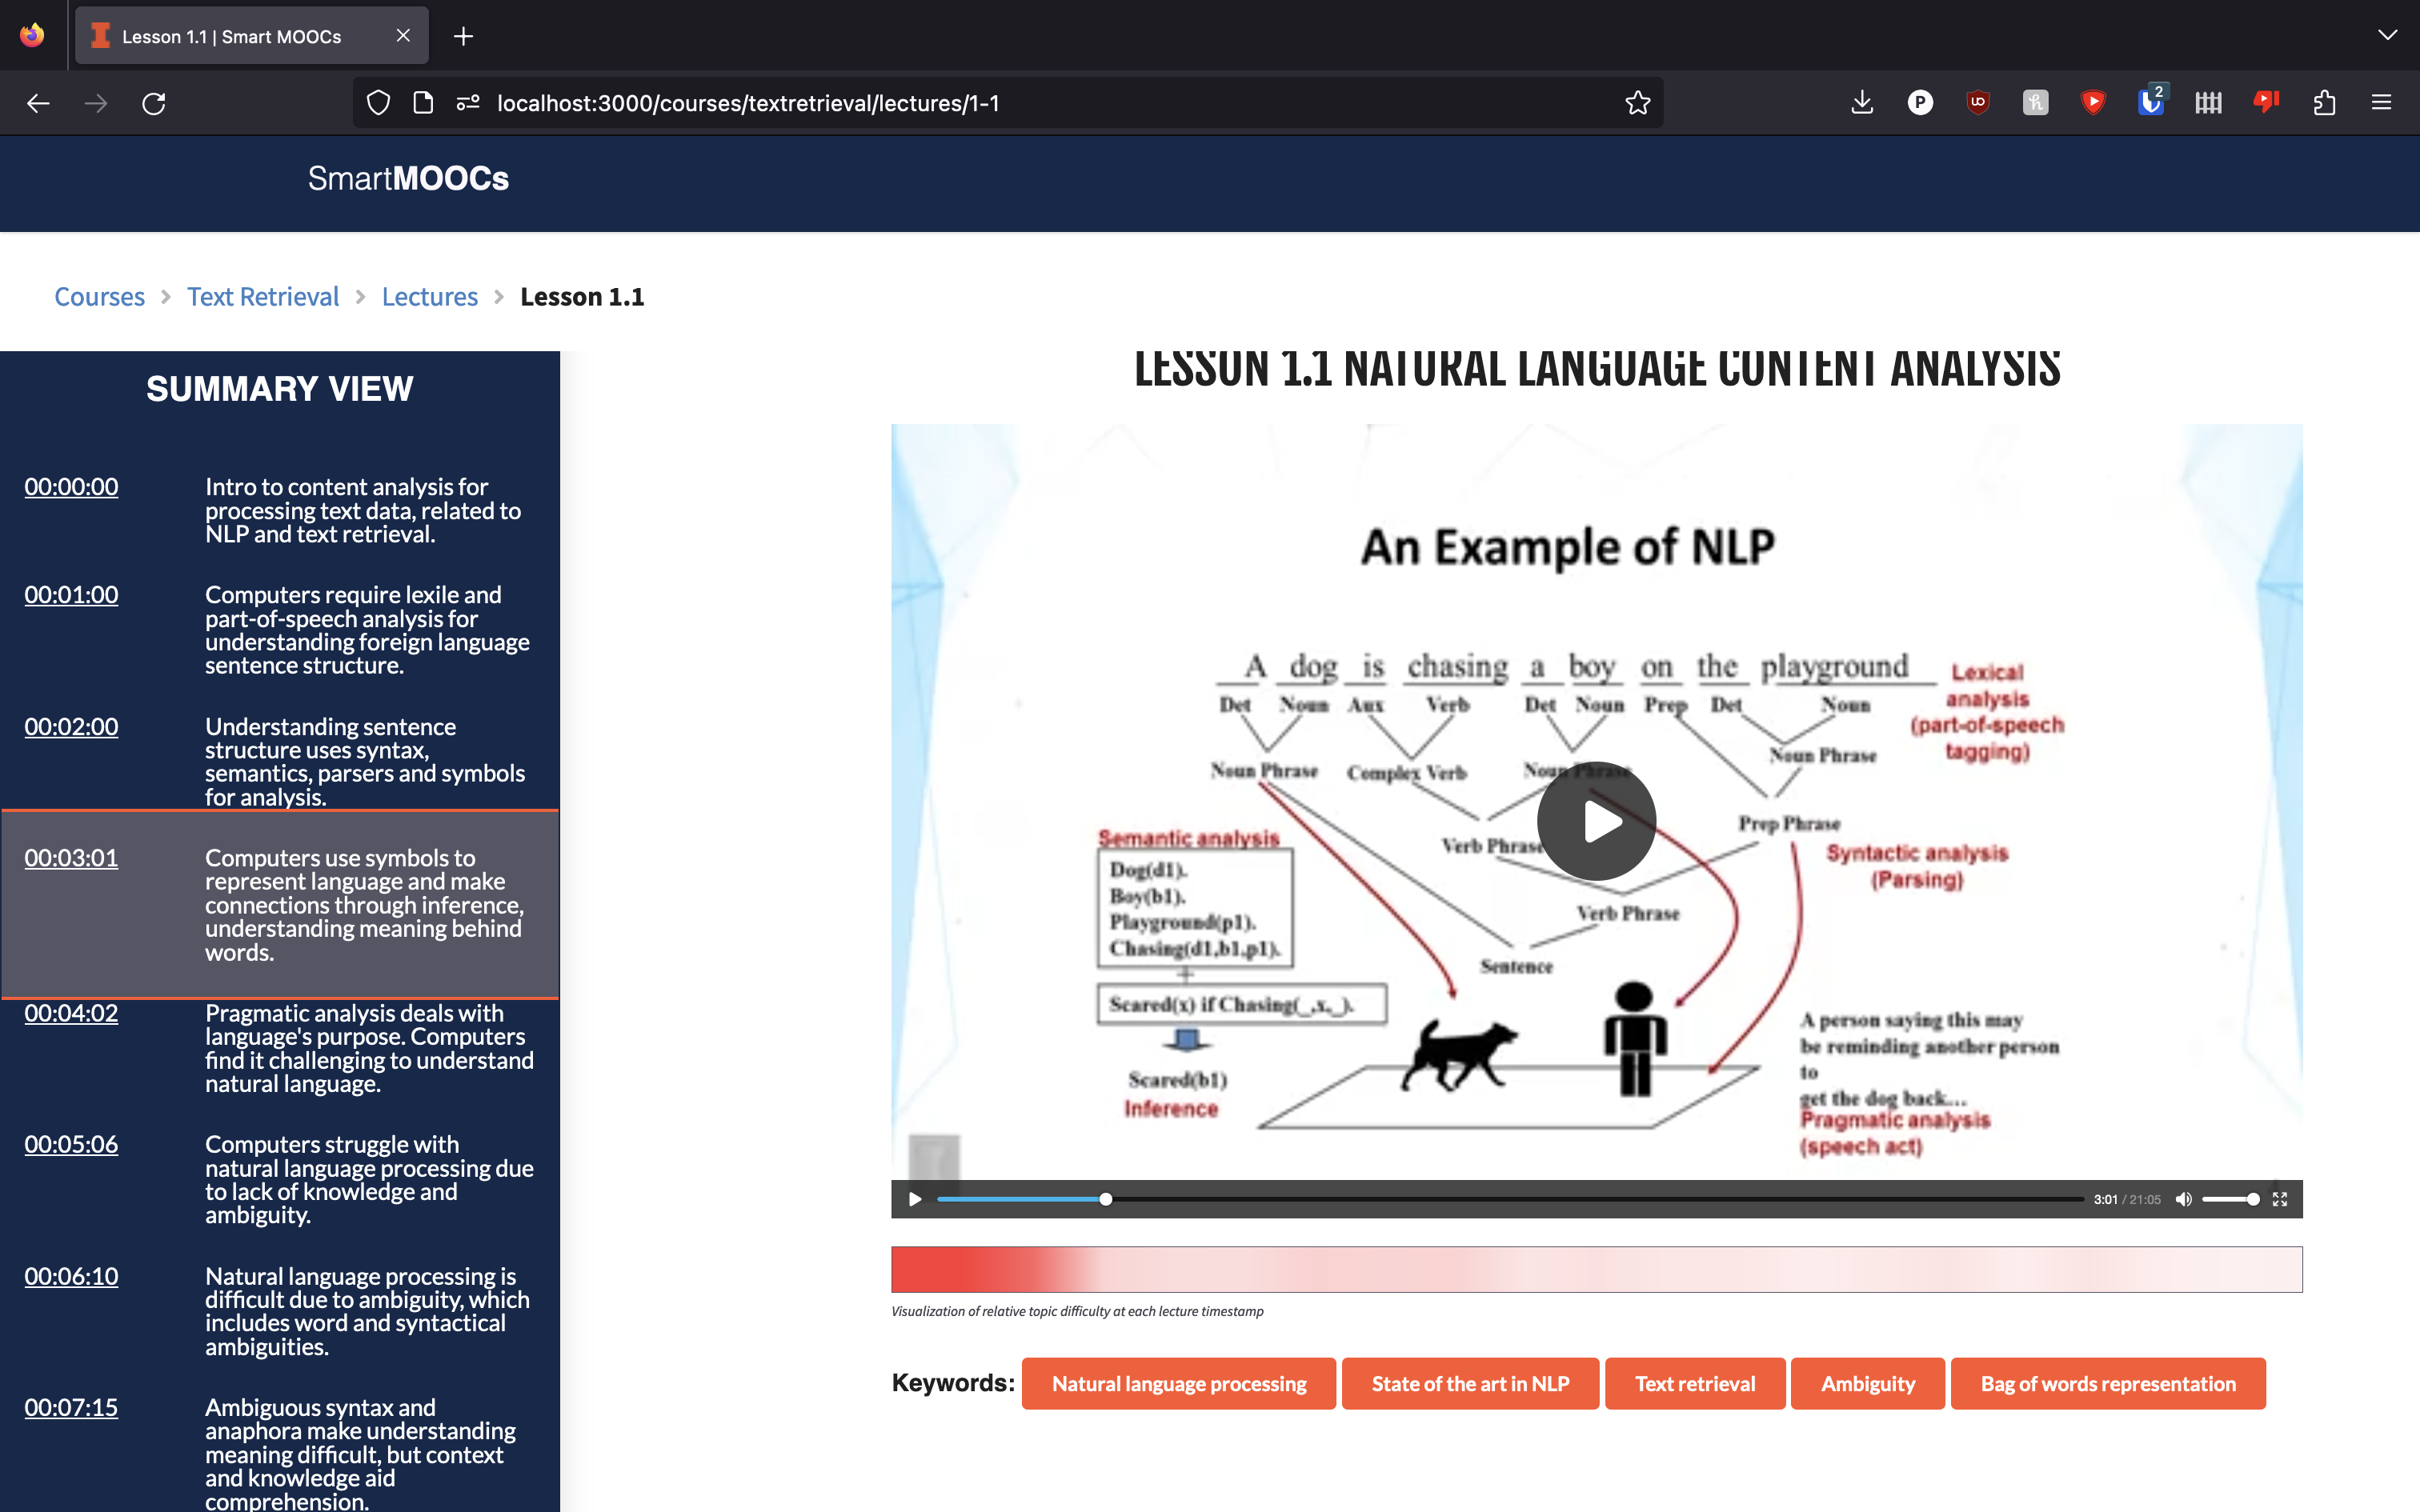 Lesson 1.1 | Smart MOOCs
localhost:3000/courses/textretrieval/lectures/1-1
2
SmartMOOCs
Courses > Text Retrieval > Lectures > Lesson 1.1
SUMMARY VIEW
00:00:00
Intro to content analysis for
processing text data, related to
NLP and text retrieval.
00:01:00
Computers require lexile and
part-of-speech analysis for
understanding foreign language
sentence structure.
00:02:00
Understanding sentence
structure uses syntax,
semantics, parsers and symbols
for analysis.
00:03:01
Computers use symbols to
represent language and make
connections through inference,
understanding meaning behind
words.
00:04:02
Pragmatic analysis deals with
language's purpose. Computers
find it challenging to understand
natural language.
00:05:06
Computers struggle with
natural language processing due
to lack of knowledge and
ambiguity.
00:06:10
Natural language processing is
difficult due to ambiguity, which
includes word and syntactical
ambiguities.
00:07:15
Ambiguous syntax and
anaphora make understanding
meaning difficult, but context
and knowledge aid
comprehension.
LESSON 1.1 NATURAL LANGUAGE CONTENT ANALYSIS
An Example of NLP
A dog is chasing a boy on the playground
Det Noun Aux Verb Det Noun Prep Det Noun
Lexical
analysis
(part-of-speech
tagging)
Noun Phrase Complex Verb Noun Phrase Noun Phrase
Prep Phrase
Verb Phrase
Syntactic analysis
(Parsing)
Verb Phrase
Sentence
Semantic analysis
Dog(d1).
Boy(b1).
Playground(p1).
Chasing(d1,b1,p1).
+
Scared(x) if Chasing(_,x,_).
Scared(b1)
Inference
A person saying this may
be reminding another person
to
get the dog back...
Pragmatic analysis
(speech act)
3:01 / 21:05
Visualization of relative topic difficulty at each lecture timestamp
Keywords: Natural language processing State of the art in NLP Text retrieval Ambiguity Bag of words representation